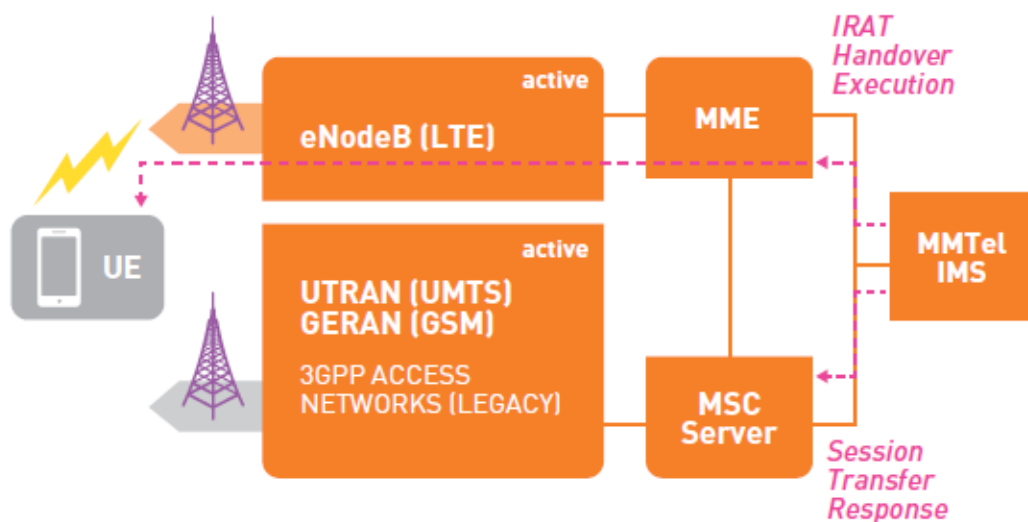 IRAT
Handover
Execution
active
eNodeB (LTE)
MME
UE
active
UTRAN (UMTS)
GERAN (GSM)
3GPP ACCESS
NETWORKS (LEGACY)
MMTel
IMS
MSC
Server
Session
Transfer
Response